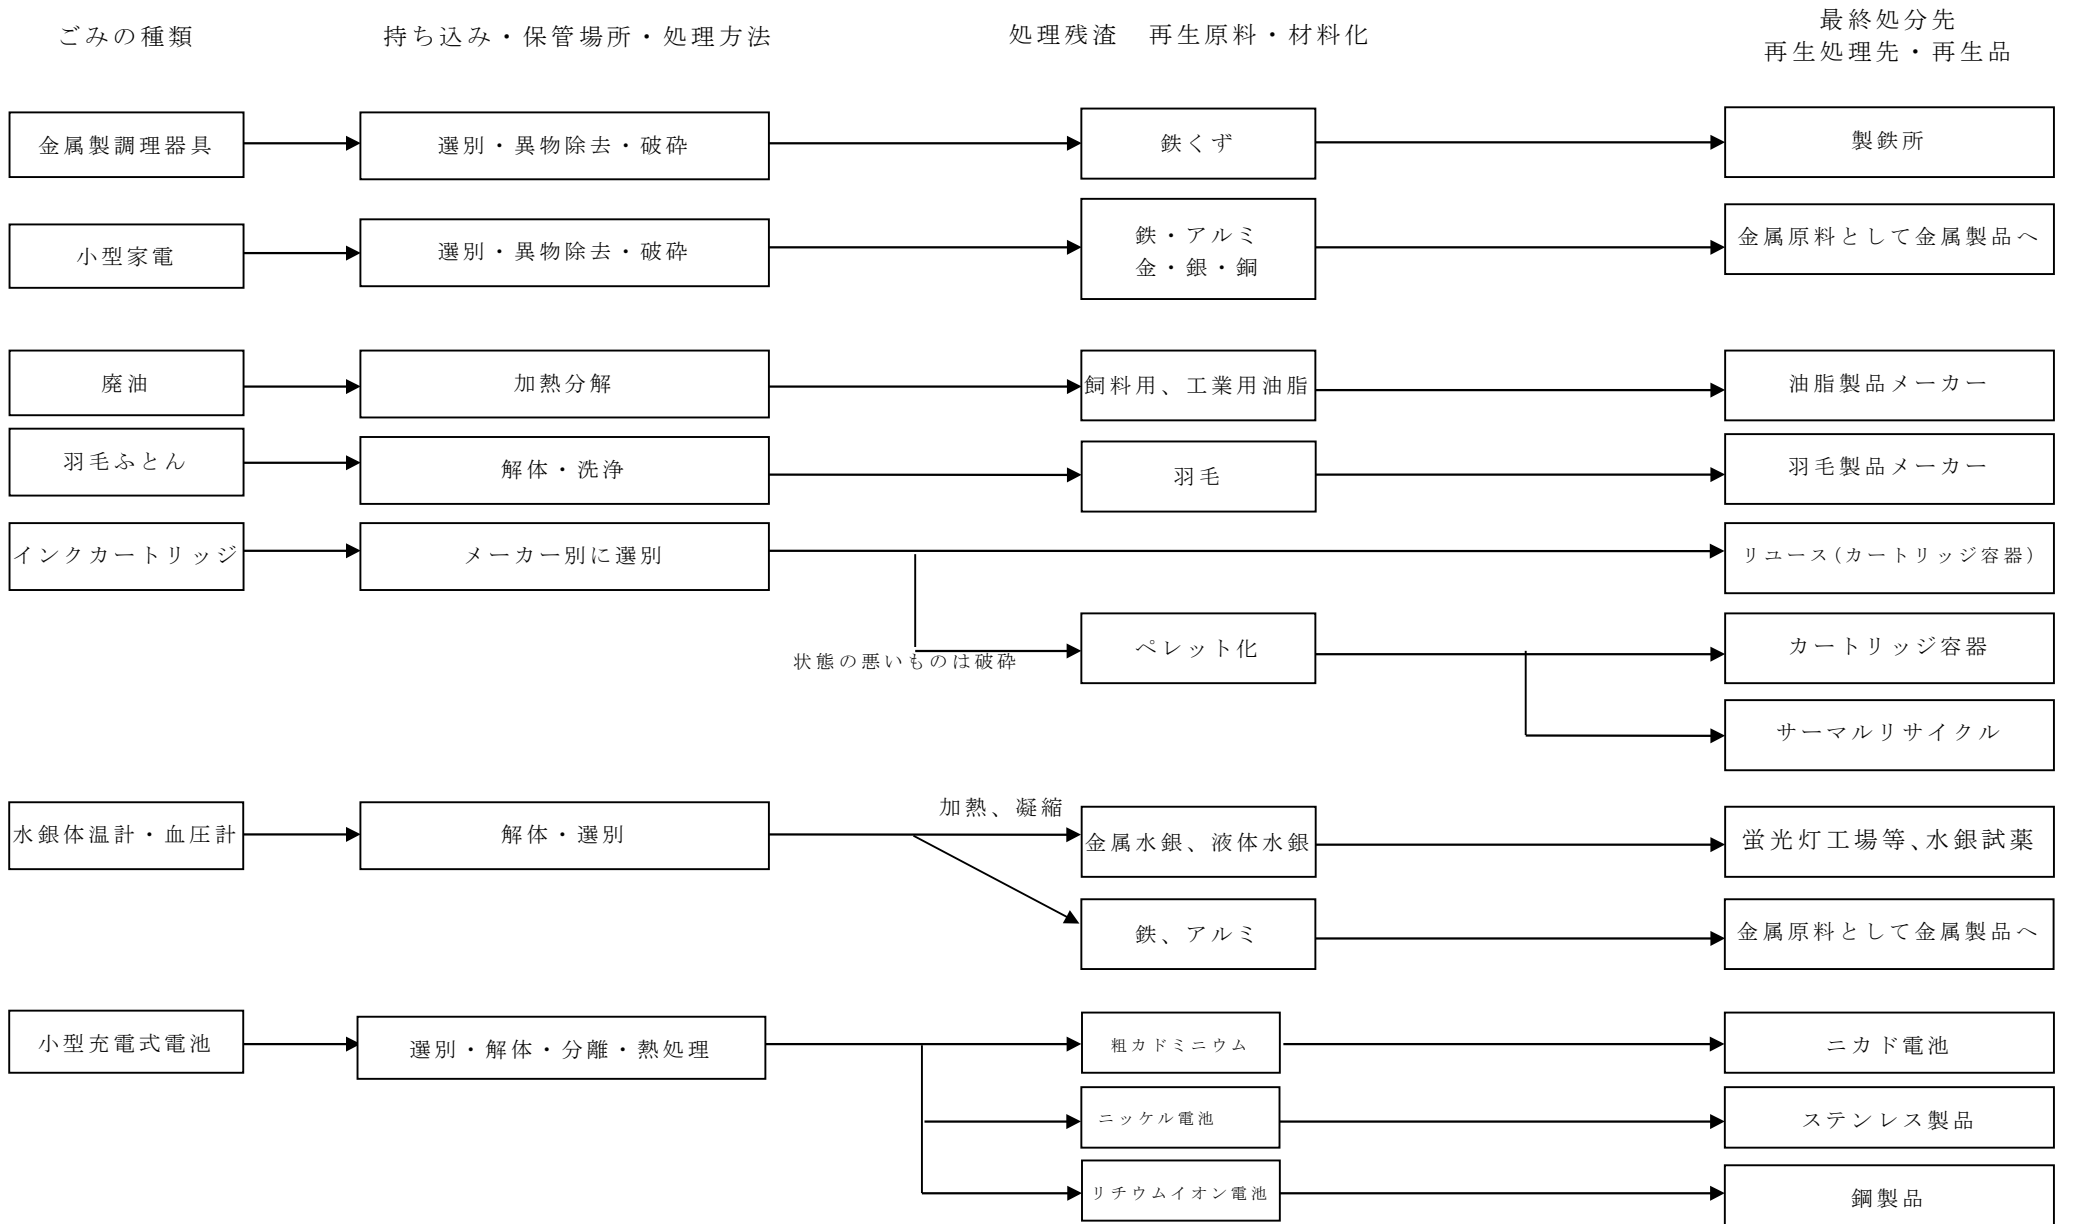 ごみの種類
持ち込み・保管場所・処理方法
処理残渣　再生原料・材料化
最終処分先
再生処理先・再生品
金属製調理器具
選別・異物除去・破砕
鉄くず
製鉄所
小型家電
選別・異物除去・破砕
鉄・アルミ
金・銀・銅
金属原料として金属製品へ
廃油
加熱分解
飼料用、工業用油脂
油脂製品メーカー
羽毛ふとん
解体・洗浄
羽毛
羽毛製品メーカー
インクカートリッジ
メーカー別に選別
リユース(カートリッジ容器)
状態の悪いものは破砕
ペレット化
カートリッジ容器
サーマルリサイクル
水銀体温計・血圧計
解体・選別
加熱、凝縮
金属水銀、液体水銀
蛍光灯工場等、水銀試薬
鉄、アルミ
金属原料として金属製品へ
小型充電式電池
選別・解体・分離・熱処理
粗カドミニウム
ニカド電池
ニッケル電池
ステンレス製品
リチウムイオン電池
鋼製品